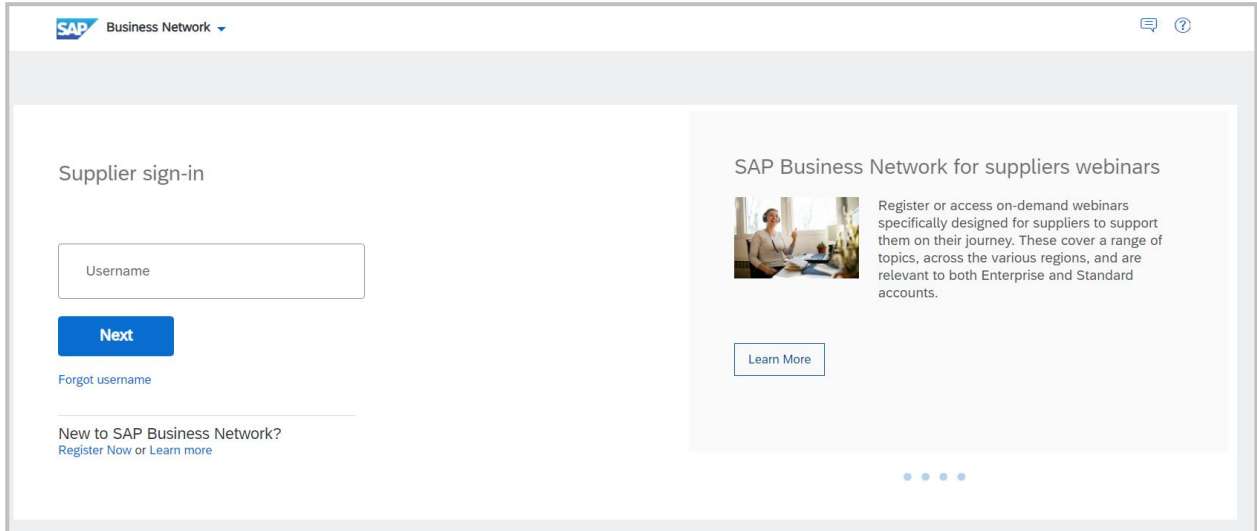 SAP Business Network
Supplier sign-in
Username
Next
Forgot username
New to SAP Business Network?
Register Now or Learn more
SAP Business Network for suppliers webinars
Register or access on-demand webinars
specifically designed for suppliers to support
them on their journey. These cover a range of
topics, across the various regions, and are
relevant to both Enterprise and Standard
accounts.
Learn More